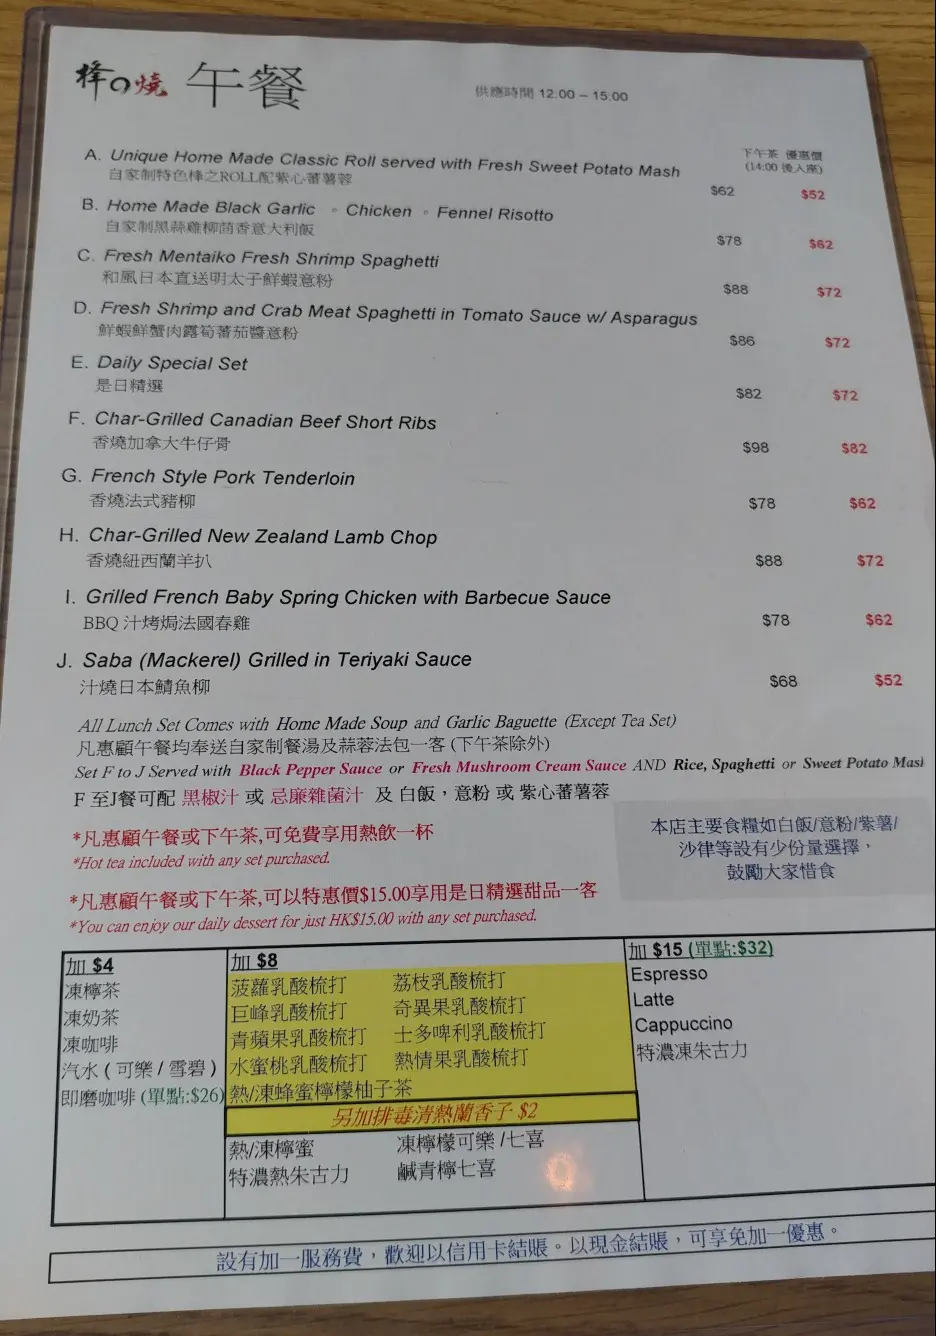 棒の燒 午餐 供應時間 12:00 – 15:00
下午茶 優惠價
(14:00 後入座)
A. Unique Home Made Classic Roll served with Fresh Sweet Potato Mash
自家制特色棒之ROLL配紫心蕃薯蓉 $62 $52
B. Home Made Black Garlic 。Chicken 。Fennel Risotto
自家制黑蒜雞柳茴香意大利飯 $78 $62
C. Fresh Mentaiko Fresh Shrimp Spaghetti
和風日本直送明太子鮮蝦意粉 $88 $72
D. Fresh Shrimp and Crab Meat Spaghetti in Tomato Sauce w/ Asparagus
鮮蝦鮮蟹肉露筍蕃茄醬意粉 $86 $72
E. Daily Special Set
是日精選 $82 $72
F. Char-Grilled Canadian Beef Short Ribs
香燒加拿大牛仔骨 $98 $82
G. French Style Pork Tenderloin
香燒法式豬柳 $78 $62
H. Char-Grilled New Zealand Lamb Chop
香燒紐西蘭羊扒 $88 $72
I. Grilled French Baby Spring Chicken with Barbecue Sauce
BBQ 汁烤焗法國春雞 $78 $62
J. Saba (Mackerel) Grilled in Teriyaki Sauce
汁燒日本鯖魚柳 $68 $52
All Lunch Set Comes with Home Made Soup and Garlic Baguette (Except Tea Set)
凡惠顧午餐均奉送自家制餐湯及蒜蓉法包一客 (下午茶除外)
Set F to J Served with Black Pepper Sauce or Fresh Mushroom Cream Sauce AND Rice, Spaghetti or Sweet Potato Mash
F 至J餐可配 黑椒汁 或 忌廉雜菌汁 及 白飯，意粉 或 紫心蕃薯蓉
*凡惠顧午餐或下午茶,可免費享用熱飲一杯
*Hot tea included with any set purchased.
*凡惠顧午餐或下午茶,可以特惠價$15.00享用是日精選甜品一客
*You can enjoy our daily dessert for just HK$15.00 with any set purchased.
本店主要食糧如白飯/意粉/紫薯/
沙律等設有少份量選擇，
鼓勵大家惜食
加 $4
凍檸茶
凍奶茶
凍咖啡
汽水 ( 可樂 / 雪碧 )
即磨咖啡 (單點:$26)
加 $8
菠蘿乳酸梳打 荔枝乳酸梳打
巨峰乳酸梳打 奇異果乳酸梳打
青蘋果乳酸梳打 士多啤利乳酸梳打
水蜜桃乳酸梳打 熱情果乳酸梳打
熱/凍蜂蜜檸檬柚子茶
另加排毒清熱蘭香子 $2
熱/凍檸蜜 凍檸檬可樂 /七喜
特濃熱朱古力 鹹青檸七喜
加 $15 (單點:$32)
Espresso
Latte
Cappuccino
特濃凍朱古力
設有加一服務費，歡迎以信用卡結賬。以現金結賬，可享免加一優惠。